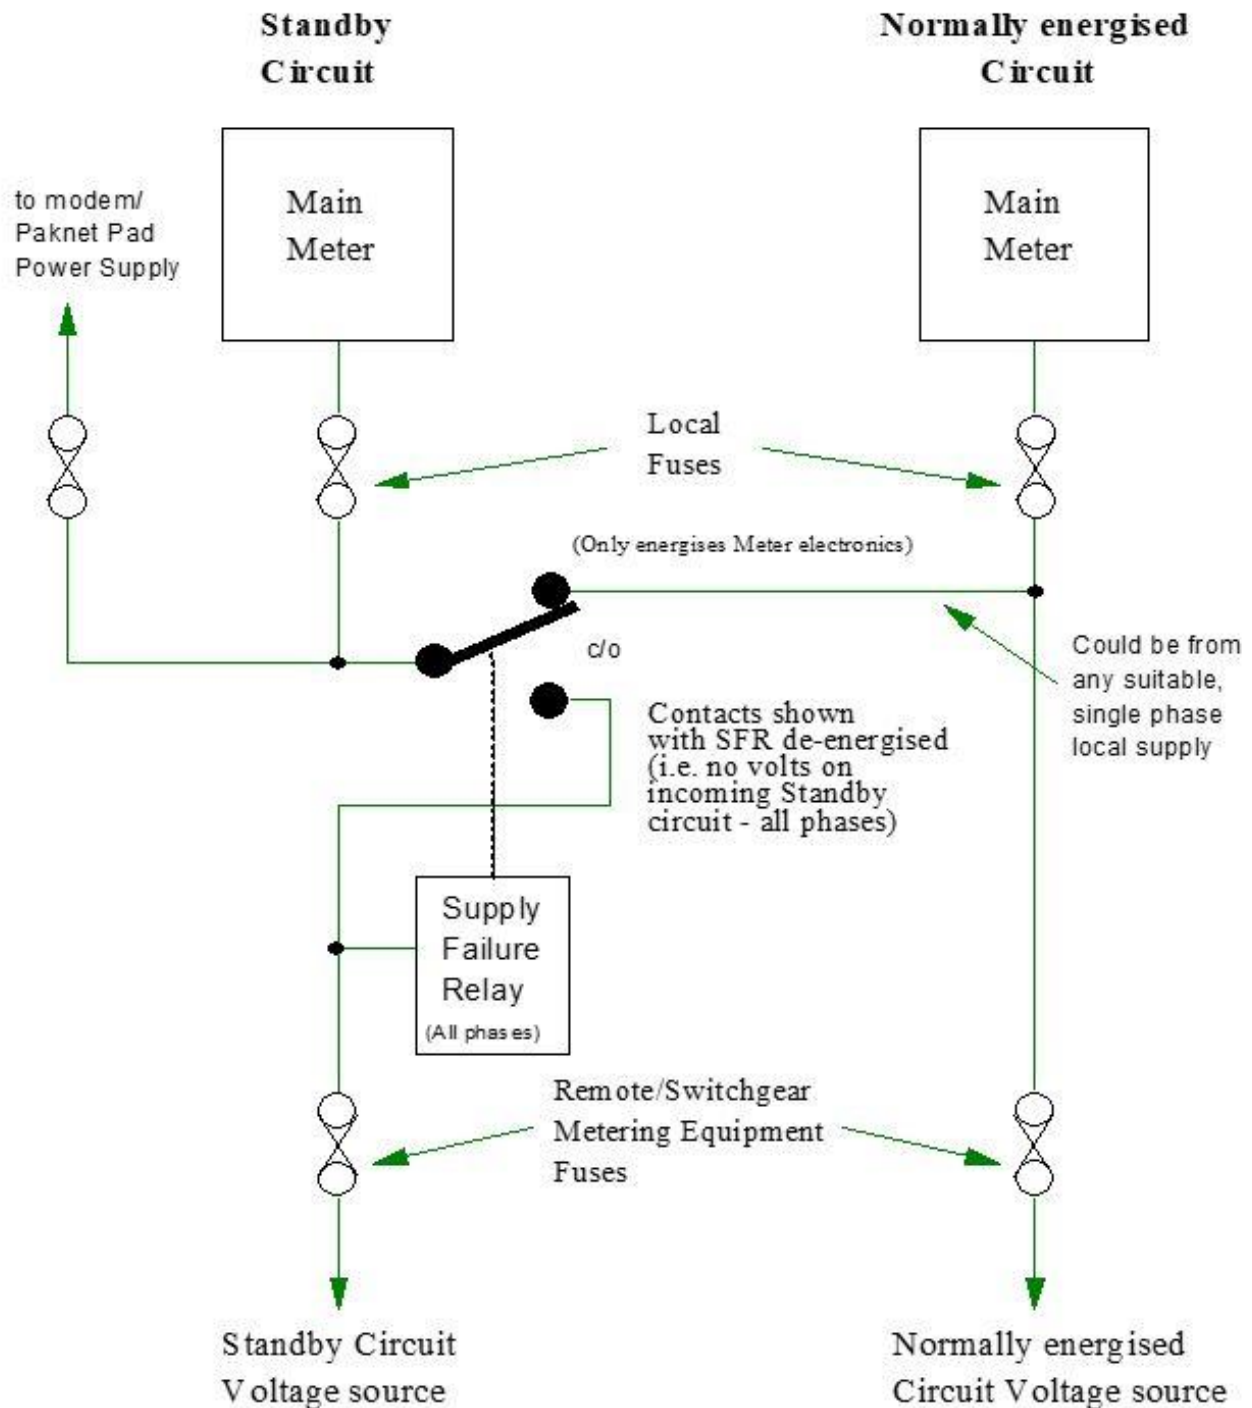 Standby
Circuit
Normally energised
Circuit
Main
Meter
Main
Meter
to modem/
Paknet Pad
Power Supply
Local
Fuses
(Only energises Meter electronics)
c/o
Could be from
any suitable,
single phase
local supply
Contacts shown
with SFR de-energised
(i.e. no volts on
incoming Standby
circuit - all phases)
Supply
Failure
Relay
(All phases)
Remote/Switchgear
Metering Equipment
Fuses
Standby Circuit
Voltage source
Normally energised
Circuit Voltage source